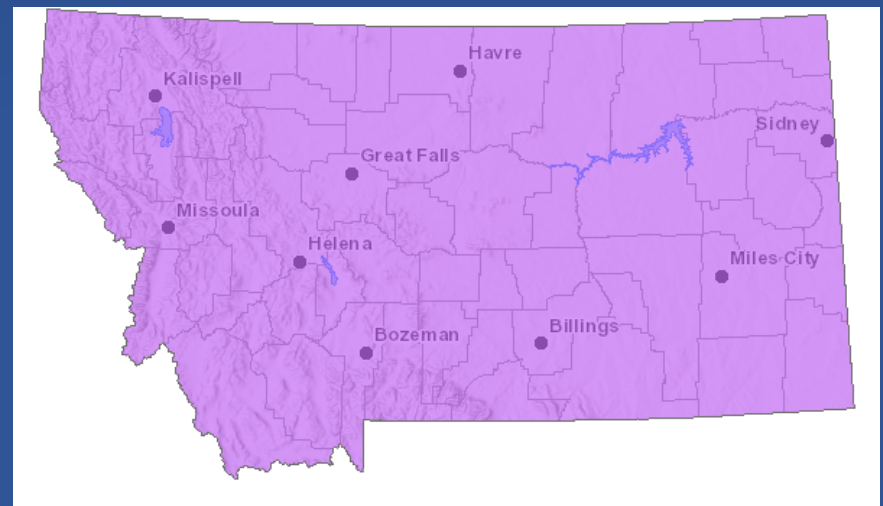 Havre
Kalispell
Sidney
Great Falls
Missoula
Helena
Miles City
Billings
Bozeman